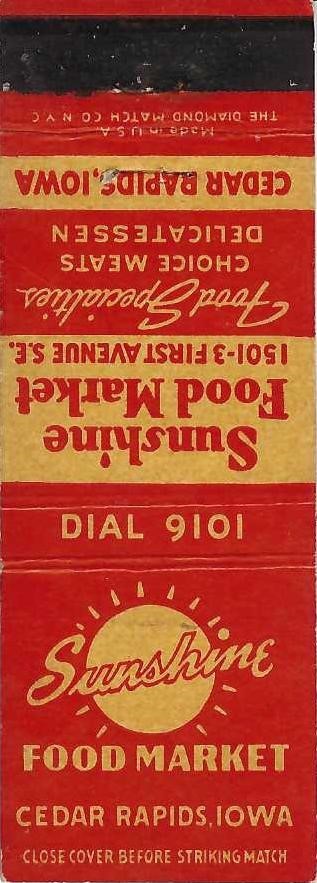 THE DIAMOND MATCH CO. N Y C
Made in U.S.A.
CEDAR RAPIDS, IOWA
DELICATESSEN
CHOICE MEATS
Food Specialties
1501-3 FIRST AVENUE S.E.
Food Market
Sunshine
DIAL 9101
Sunshine
FOOD MARKET
CEDAR RAPIDS, IOWA
CLOSE COVER BEFORE STRIKING MATCH